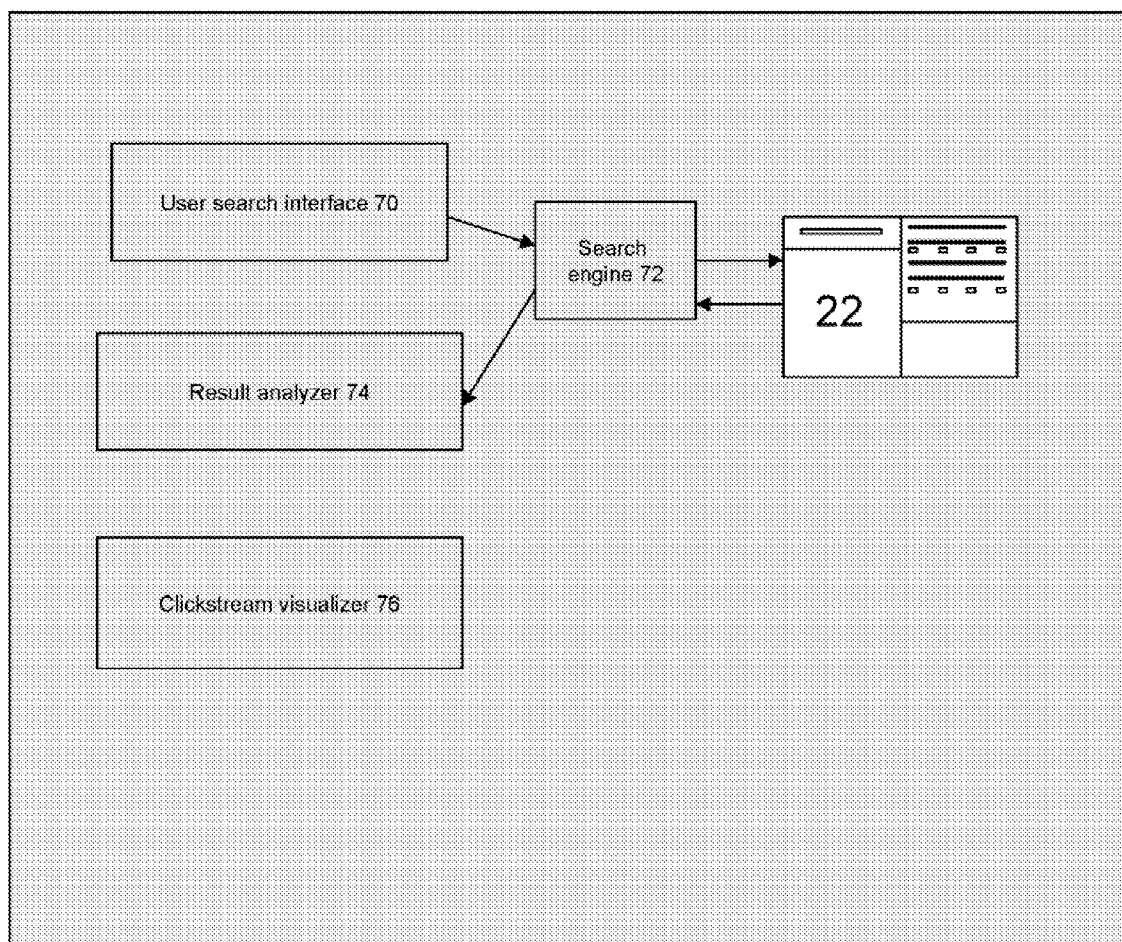 User search interface 70
Search
engine 72
22
Result analyzer 74
Clickstream visualizer 76